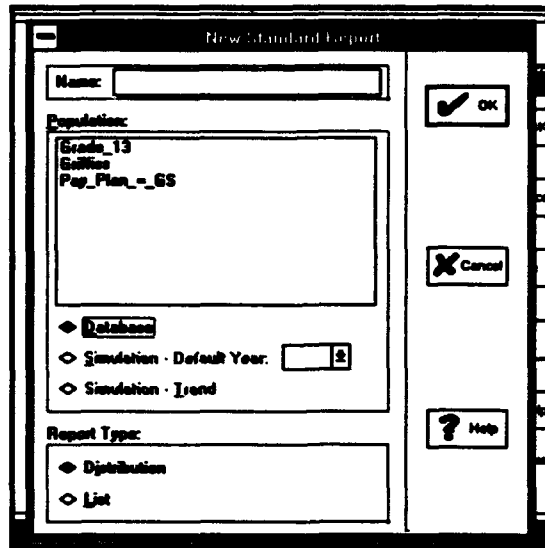 New Standard Report
Name:
Population:
Grade_13
Griffies
Pay_Plan_=_GS
Database
Simulation - Default Year:
Simulation - Trend
Report Type:
Distribution
List
OK
Cancel
Help